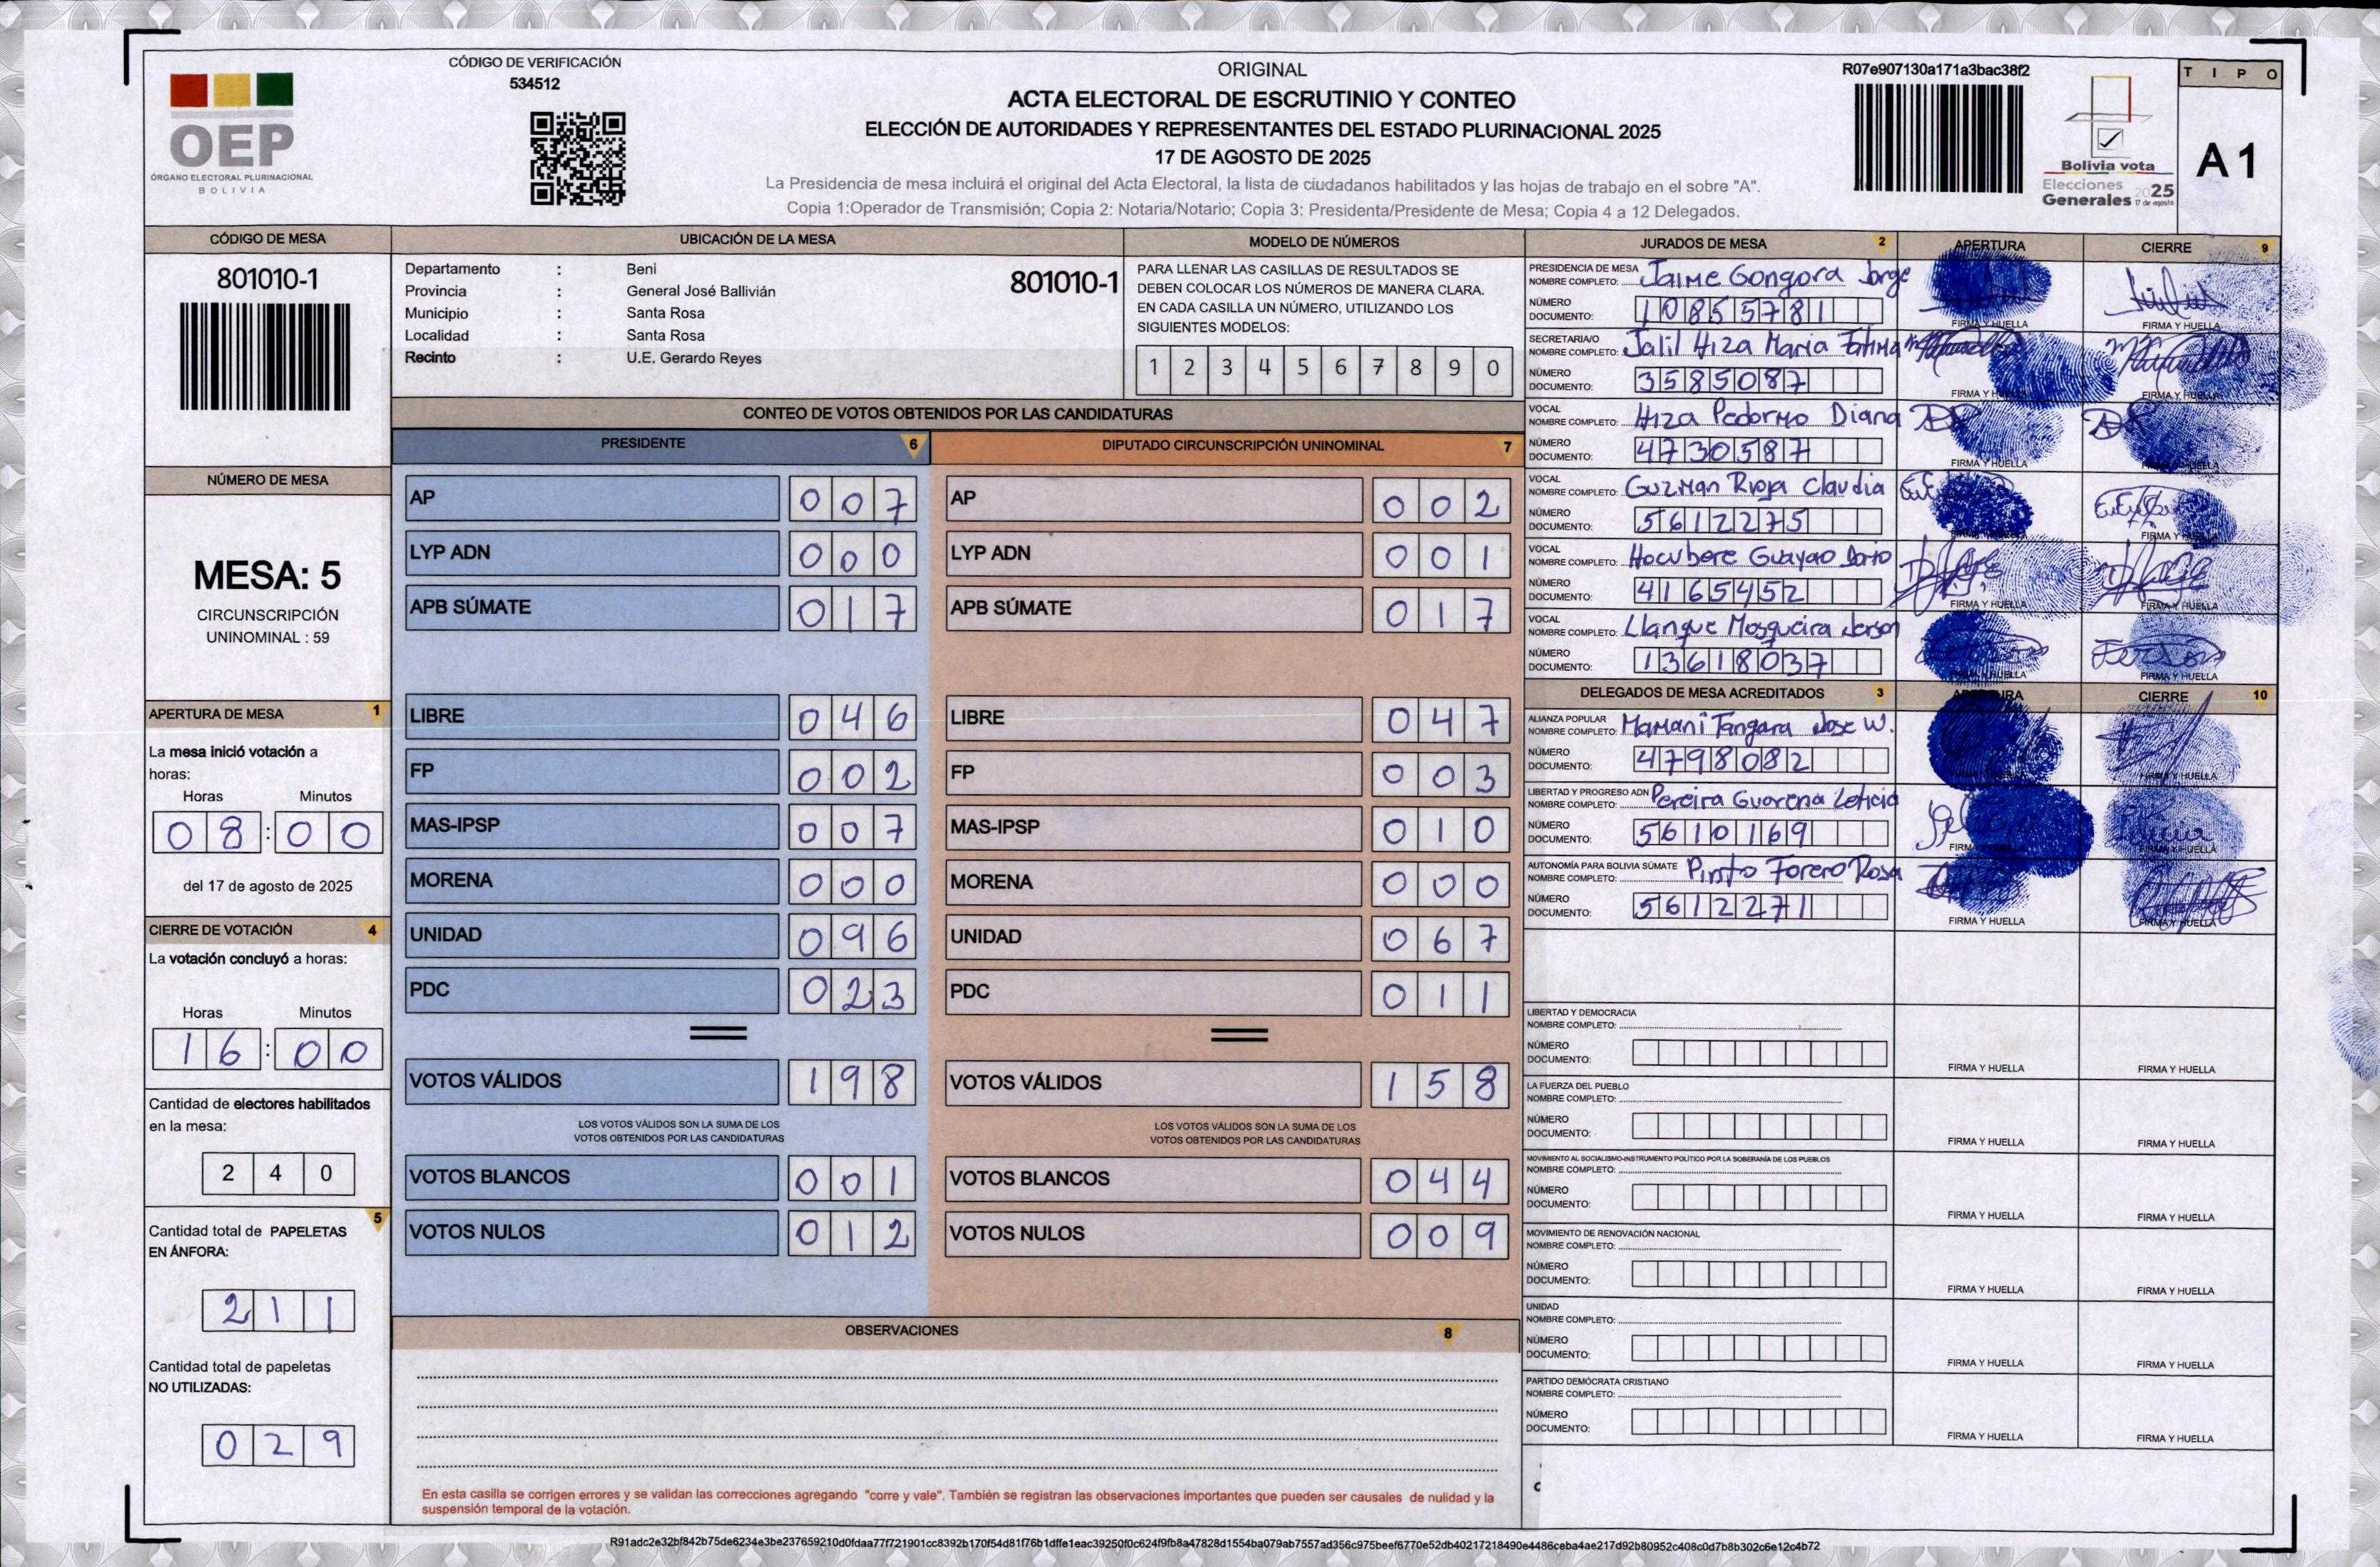 CÓDIGO DE VERIFICACIÓN
534512
OEP
ÓRGANO ELECTORAL PLURINACIONAL
BOLIVIA
ORIGINAL
ACTA ELECTORAL DE ESCRUTINIO Y CONTEO
ELECCIÓN DE AUTORIDADES Y REPRESENTANTES DEL ESTADO PLURINACIONAL 2025
17 DE AGOSTO DE 2025
La Presidencia de mesa incluirá el original del Acta Electoral, la lista de ciudadanos habilitados y las hojas de trabajo en el sobre "A".
Copia 1:Operador de Transmisión; Copia 2: Notaria/Notario; Copia 3: Presidenta/Presidente de Mesa; Copia 4 a 12 Delegados.
R07e907130a171a3bac38f2
Bolivia vota
Elecciones
Generales 2025
17 de agosto
TIPO
A1
CÓDIGO DE MESA
801010-1
NÚMERO DE MESA
MESA: 5
CIRCUNSCRIPCIÓN
UNINOMINAL : 59
APERTURA DE MESA 1
La mesa inició votación a
horas:
Horas Minutos
08:00
del 17 de agosto de 2025
CIERRE DE VOTACIÓN 4
La votación concluyó a horas:
Horas Minutos
16:00
Cantidad de electores habilitados
en la mesa:
240
5
Cantidad total de PAPELETAS
EN ÁNFORA:
211
Cantidad total de papeletas
NO UTILIZADAS:
029
UBICACIÓN DE LA MESA
Departamento : Beni
801010-1
Provincia : General José Ballivián
Municipio : Santa Rosa
Localidad : Santa Rosa
Recinto : U.E. Gerardo Reyes
MODELO DE NÚMEROS
PARA LLENAR LAS CASILLAS DE RESULTADOS SE
DEBEN COLOCAR LOS NÚMEROS DE MANERA CLARA.
EN CADA CASILLA UN NÚMERO, UTILIZANDO LOS
SIGUIENTES MODELOS:
1 2 3 4 5 6 7 8 9 0
CONTEO DE VOTOS OBTENIDOS POR LAS CANDIDATURAS
PRESIDENTE 6
AP 007
LYP ADN 000
APB SÚMATE 017
LIBRE 046
FP 002
MAS-IPSP 007
MORENA 000
UNIDAD 096
PDC 023
VOTOS VÁLIDOS 198
LOS VOTOS VÁLIDOS SON LA SUMA DE LOS
VOTOS OBTENIDOS POR LAS CANDIDATURAS
VOTOS BLANCOS 001
VOTOS NULOS 012
DIPUTADO CIRCUNSCRIPCIÓN UNINOMINAL 7
AP 002
LYP ADN 001
APB SÚMATE 017
LIBRE 047
FP 003
MAS-IPSP 010
MORENA 000
UNIDAD 067
PDC 011
VOTOS VÁLIDOS 158
LOS VOTOS VÁLIDOS SON LA SUMA DE LOS
VOTOS OBTENIDOS POR LAS CANDIDATURAS
VOTOS BLANCOS 044
VOTOS NULOS 009
OBSERVACIONES 8
En esta casilla se corrigen errores y se validan las correcciones agregando "corre y vale". También se registran las observaciones importantes que pueden ser causales de nulidad y la
suspensión temporal de la votación.
JURADOS DE MESA 2 APERTURA CIERRE 9
PRESIDENCIA DE MESA
NOMBRE COMPLETO: Jaime Gongora Jorge
NÚMERO
DOCUMENTO: 10855781
FIRMA Y HUELLA FIRMA Y HUELLA
SECRETARIA/O
NOMBRE COMPLETO: Jalil Hiza Maria Fatima
NÚMERO
DOCUMENTO: 3585087
FIRMA Y HUELLA FIRMA Y HUELLA
VOCAL
NOMBRE COMPLETO: Hiza Pedormo Diana
NÚMERO
DOCUMENTO: 4730587
FIRMA Y HUELLA FIRMA Y HUELLA
VOCAL
NOMBRE COMPLETO: Guzman Rioja Claudia
NÚMERO
DOCUMENTO: 5612275
FIRMA Y HUELLA FIRMA Y HUELLA
VOCAL
NOMBRE COMPLETO: Hocubere Guayao Dario
NÚMERO
DOCUMENTO: 4165452
FIRMA Y HUELLA FIRMA Y HUELLA
VOCAL
NOMBRE COMPLETO: Llanque Mosqueira Jerson
NÚMERO
DOCUMENTO: 13618037
Jerson
FIRMA Y HUELLA FIRMA Y HUELLA
DELEGADOS DE MESA ACREDITADOS 3 APERTURA CIERRE 10
ALIANZA POPULAR
NOMBRE COMPLETO: Mamani Tangara Jose W.
NÚMERO
DOCUMENTO: 4798082
FIRMA Y HUELLA FIRMA Y HUELLA
LIBERTAD Y PROGRESO ADN
NOMBRE COMPLETO: Pereira Guarena Leticia
NÚMERO
DOCUMENTO: 5610169
FIRMA Y HUELLA FIRMA Y HUELLA
AUTONOMÍA PARA BOLIVIA SÚMATE
NOMBRE COMPLETO: Pinto Forero Rosa
NÚMERO
DOCUMENTO: 5612271
FIRMA Y HUELLA FIRMA Y HUELLA
LIBERTAD Y DEMOCRACIA
NOMBRE COMPLETO:
NÚMERO
DOCUMENTO:
FIRMA Y HUELLA FIRMA Y HUELLA
LA FUERZA DEL PUEBLO
NOMBRE COMPLETO:
NÚMERO
DOCUMENTO:
FIRMA Y HUELLA FIRMA Y HUELLA
MOVIMIENTO AL SOCIALISMO-INSTRUMENTO POLÍTICO POR LA SOBERANÍA DE LOS PUEBLOS
NOMBRE COMPLETO:
NÚMERO
DOCUMENTO:
FIRMA Y HUELLA FIRMA Y HUELLA
MOVIMIENTO DE RENOVACIÓN NACIONAL
NOMBRE COMPLETO:
NÚMERO
DOCUMENTO:
FIRMA Y HUELLA FIRMA Y HUELLA
UNIDAD
NOMBRE COMPLETO:
NÚMERO
DOCUMENTO:
FIRMA Y HUELLA FIRMA Y HUELLA
PARTIDO DEMÓCRATA CRISTIANO
NOMBRE COMPLETO:
NÚMERO
DOCUMENTO:
FIRMA Y HUELLA FIRMA Y HUELLA